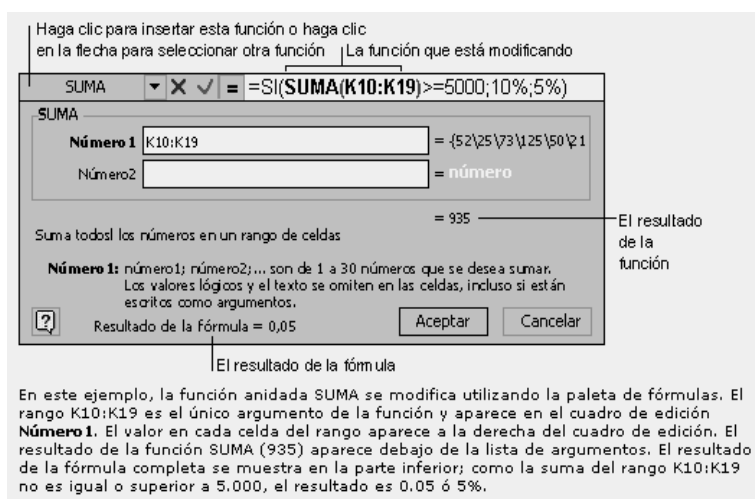 Haga clic para insertar esta función o haga clic
en la flecha para seleccionar otra función
La función que está modificando
SUMA = =SI(SUMA(K10:K19)>=5000;10%;5%)
SUMA
Número 1 K10:K19 = {52\25\73\125\50\21
Número2 = número
= 935
El resultado
de la
función
Suma todosl los números en un rango de celdas
Número 1: número1; número2;... son de 1 a 30 números que se desea sumar.
Los valores lógicos y el texto se omiten en las celdas, incluso si están
escritos como argumentos.
Resultado de la fórmula = 0,05
Aceptar
Cancelar
El resultado de la fórmula
En este ejemplo, la función anidada SUMA se modifica utilizando la paleta de fórmulas. El
rango K10:K19 es el único argumento de la función y aparece en el cuadro de edición
Número 1. El valor en cada celda del rango aparece a la derecha del cuadro de edición. El
resultado de la función SUMA (935) aparece debajo de la lista de argumentos. El resultado
de la fórmula completa se muestra en la parte inferior; como la suma del rango K10:K19
no es igual o superior a 5.000, el resultado es 0.05 ó 5%.